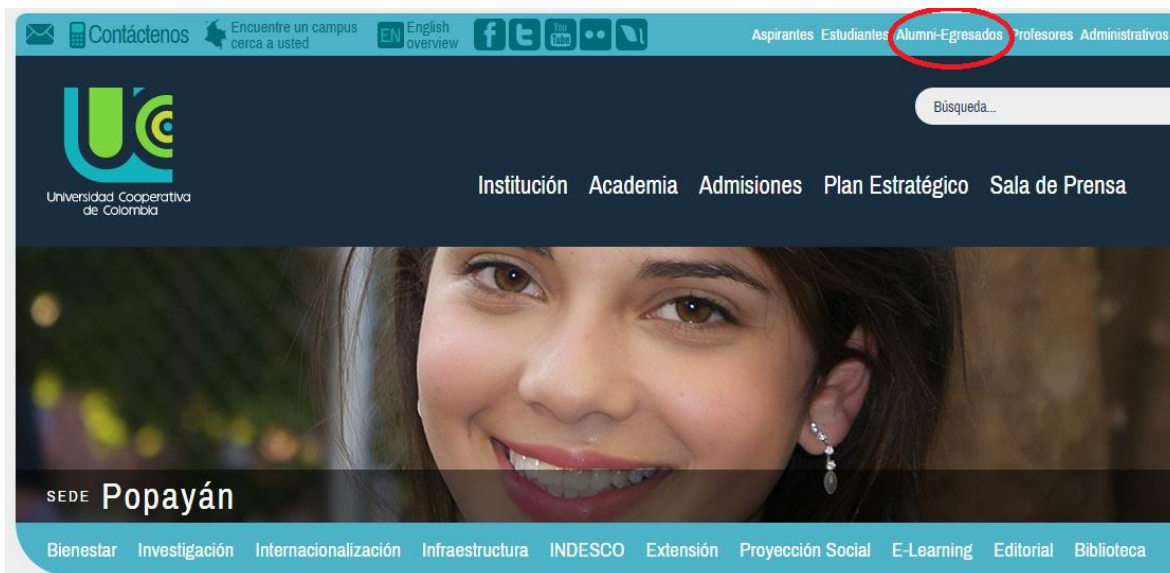 Contáctenos
Encuentre un campus
cerca a usted
EN English
overview
You
Tube
Aspirantes Estudiantes Alumni-Egresados Profesores Administrativos
Búsqueda...
Universidad Cooperativa
de Colombia
Institución Academia Admisiones Plan Estratégico Sala de Prensa
SEDE Popayán
Bienestar Investigación Internacionalización Infraestructura INDESCO Extensión Proyección Social E-Learning Editorial Biblioteca